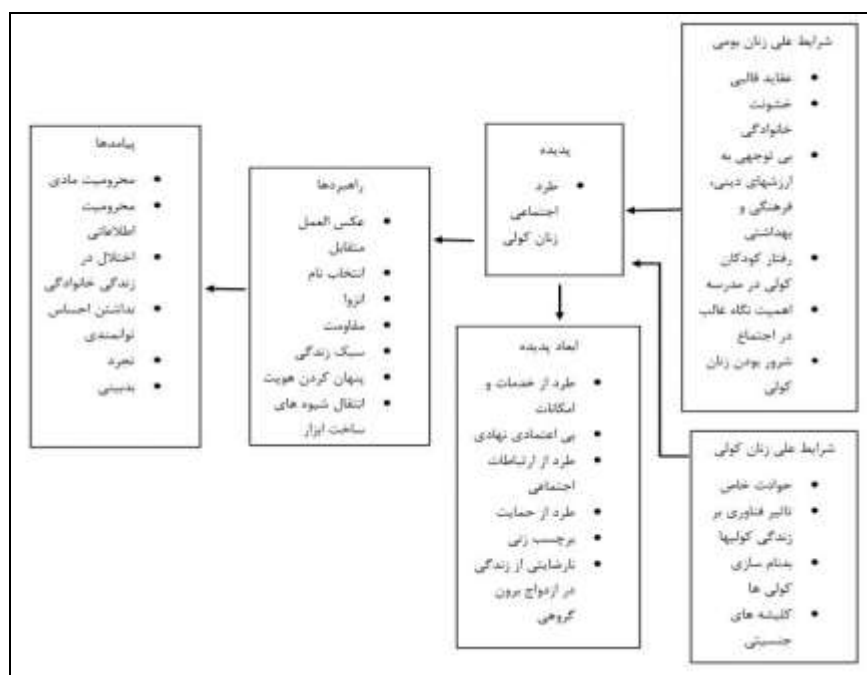 شرایط علی زنان بومی
عقاید قالبی
خشونت
خانوادگی
بی توجهی به
ارزشهای دینی،
فرهنگی و
بهداشتی
رفتار کودکان
کولی در مدرسه
اهمیت نگاه غالب
در اجتماع
شرور بودن زنان
کولی
شرایط علی زنان کولی
حوادث خاص
تاثیر فناوری بر
زندگی کولیها
بدنام سازی
کولی ها
کلیشه های
جنسیتی
پدیده
طرد
اجتماعی
زنان کولی
ابعاد پدیده
طرد از خدمات و
امکانات
بی اعتمادی نهادی
طرد از ارتباطات
اجتماعی
طرد از حمایت
برچسب زنی
نارضایتی از زندگی
در ازدواج برون
گروهی
راهبردها
عکس العمل
متقابل
انتخاب نام
انزوا
مقاومت
سبک زندگی
پنهان کردن هویت
انتقال شیوه های
ساخت ابزار
پیامدها
محرومیت مادی
محرومیت
اطلاعاتی
اختلال در
زندگی خانوادگی
نداشتن احساس
توانمندی
تجرد
بدبینی